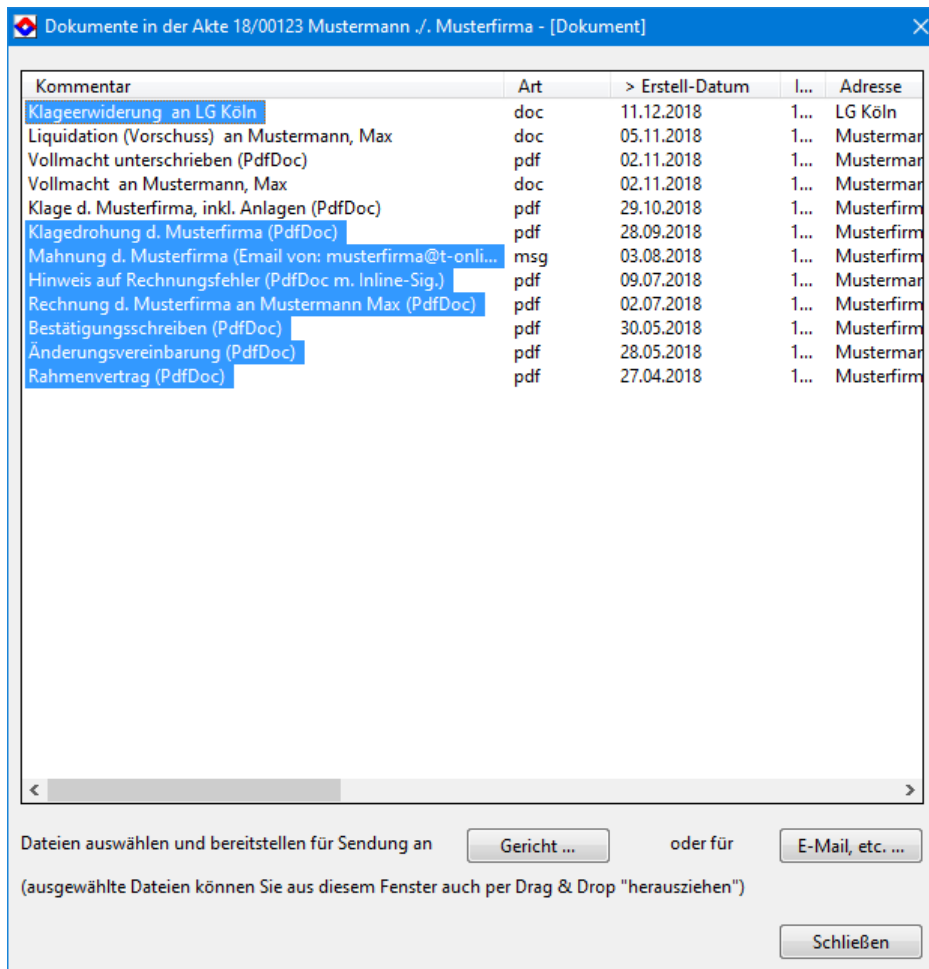 Dokumente in der Akte 18/00123 Mustermann ./. Musterfirma - [Dokument]
Kommentar Art > Erstell-Datum I... Adresse
Klageerwiderung an LG Köln doc 11.12.2018 1... LG Köln
Liquidation (Vorschuss) an Mustermann, Max doc 05.11.2018 1... Mustermar
Vollmacht unterschrieben (PdfDoc) pdf 02.11.2018 1... Mustermar
Vollmacht an Mustermann, Max doc 02.11.2018 1... Mustermar
Klage d. Musterfirma, inkl. Anlagen (PdfDoc) pdf 29.10.2018 1... Musterfirm
Klagedrohung d. Musterfirma (PdfDoc) pdf 28.09.2018 1... Musterfirm
Mahnung d. Musterfirma (Email von: musterfirma@t-onli... msg 03.08.2018 1... Musterfirm
Hinweis auf Rechnungsfehler (PdfDoc m. Inline-Sig.) pdf 09.07.2018 1... Mustermar
Rechnung d. Musterfirma an Mustermann Max (PdfDoc) pdf 02.07.2018 1... Musterfirm
Bestätigungsschreiben (PdfDoc) pdf 30.05.2018 1... Musterfirm
Änderungsvereinbarung (PdfDoc) pdf 28.05.2018 1... Mustermar
Rahmenvertrag (PdfDoc) pdf 27.04.2018 1... Musterfirm
Dateien auswählen und bereitstellen für Sendung an Gericht ... oder für E-Mail, etc. ...
(ausgewählte Dateien können Sie aus diesem Fenster auch per Drag & Drop "herausziehen")
Schließen